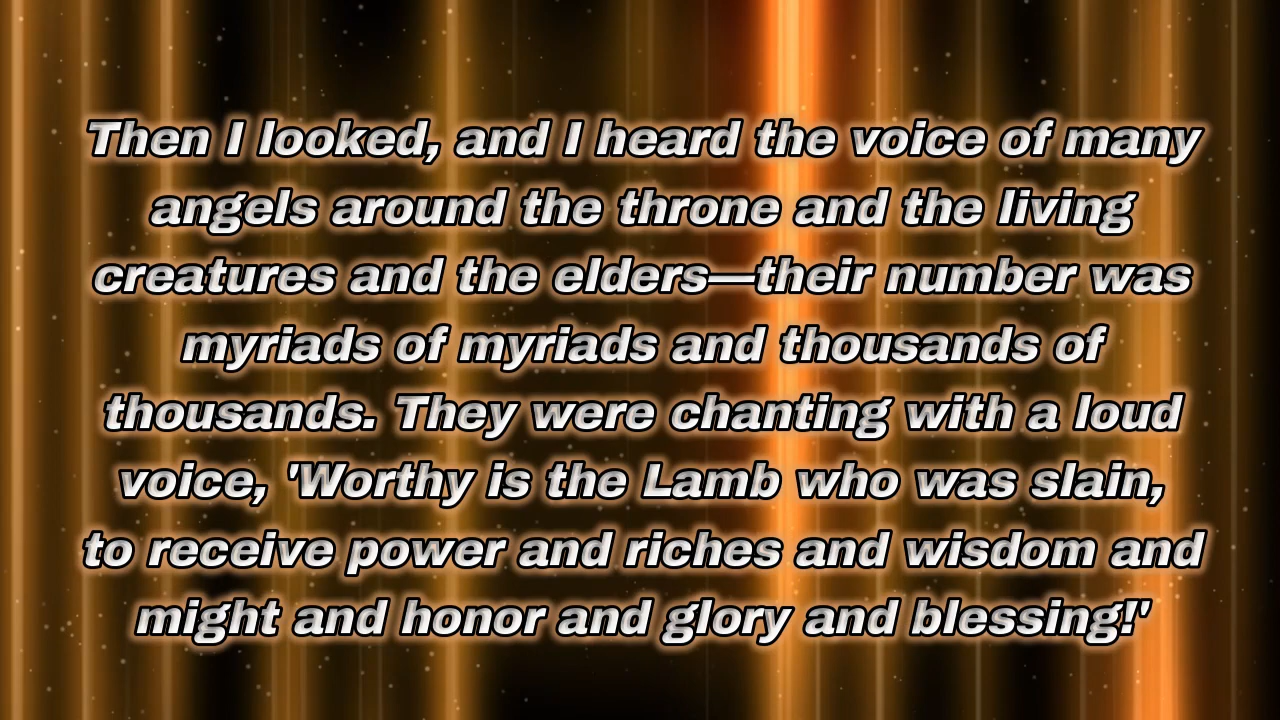 Then I looked, and I heard the voice of many
angels around the throne and the living
creatures and the elders—their number was
myriads of myriads and thousands of
thousands. They were chanting with a loud
voice, 'Worthy is the Lamb who was slain,
to receive power and riches and wisdom and
might and honor and glory and blessing!'